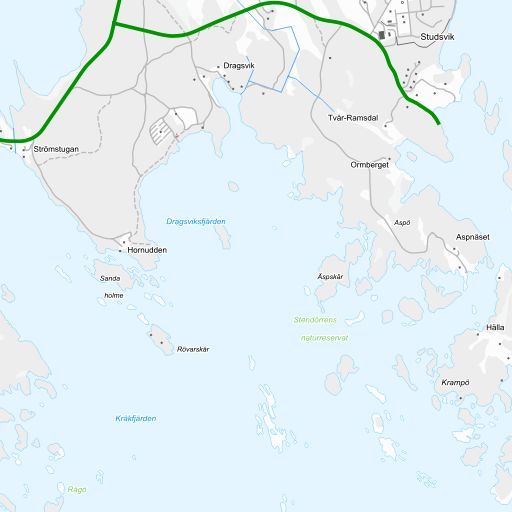 Studsvik
Dragsvik
Tvär-Ramsdal
Strömstugan
Ormberget
Dragsviksfjärden
Aspö
Aspnäset
Hornudden
Sanda
holme
Äspskär
Stendörrens
naturreservat
Hälla
Rövarskär
Krampö
Kråkfjärden
Ragö